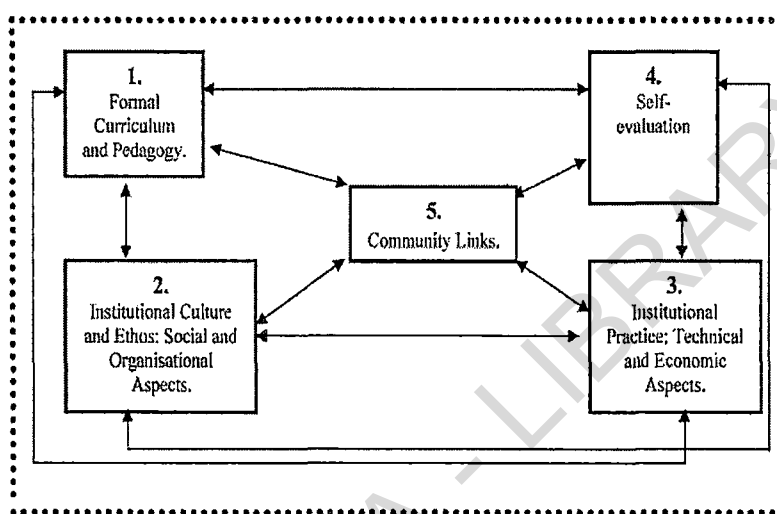 1.
Formal
Curriculum
and Pedagogy.
4.
Self-
evaluation
5.
Community Links.
2.
Institutional Culture
and Ethos: Social and
Organisational
Aspects.
3.
Institutional
Practice; Technical
and Economic
Aspects.
A - LIBRARY